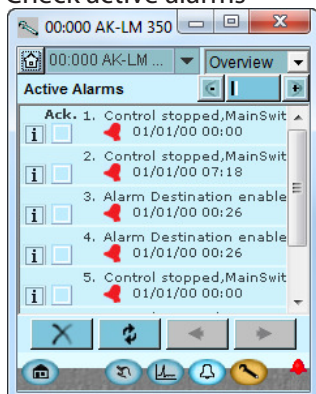 Check active alarms
00:000 AK-LM 350
00:000 AK-LM ... Overview
Active Alarms
Ack. 1. Control stopped,MainSwit
01/01/00 00:00
2. Control stopped,MainSwit
01/01/00 07:18
3. Alarm Destination enable
01/01/00 00:26
4. Alarm Destination enable
01/01/00 00:26
5. Control stopped,MainSwit
01/01/00 00:00